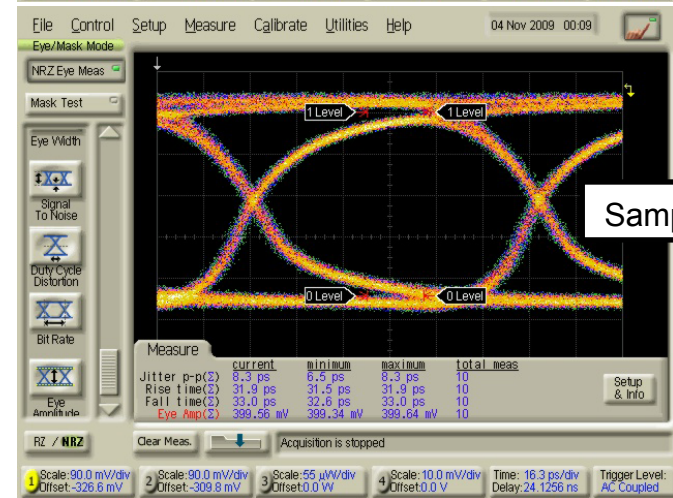 File Control Setup Measure Calibrate Utilities Help 04 Nov 2009 00:09
Eye/Mask Mode
NRZ Eye Meas
Mask Test
Eye Width
Signal
To Noise
Duty Cycle
Distortion
Bit Rate
Eye
Amplitude
1 Level 1 Level
Samp
0 Level 0 Level
Measure
current minimum maximum total meas
Jitter p-p(Σ) 8.3 ps 6.5 ps 8.3 ps 10
Rise time(Σ) 31.9 ps 31.5 ps 31.9 ps 10
Fall time(Σ) 33.0 ps 32.6 ps 33.0 ps 10
Eye Amp(Σ) 399.56 mV 399.34 mV 399.64 mV 10
Setup
& Info
RZ / NRZ
Clear Meas.
Acquisition is stopped
1 Scale:90.0 mV/div
Offset:-326.6 mV
2 Scale:90.0 mV/div
Offset:-309.8 mV
3 Scale:55 µW/div
Offset:0.0 W
4 Scale:10.0 mV/div
Offset:0.0 V
Time: 16.3 ps/div
Delay:24.1256 ns
Trigger Level:
AC Coupled